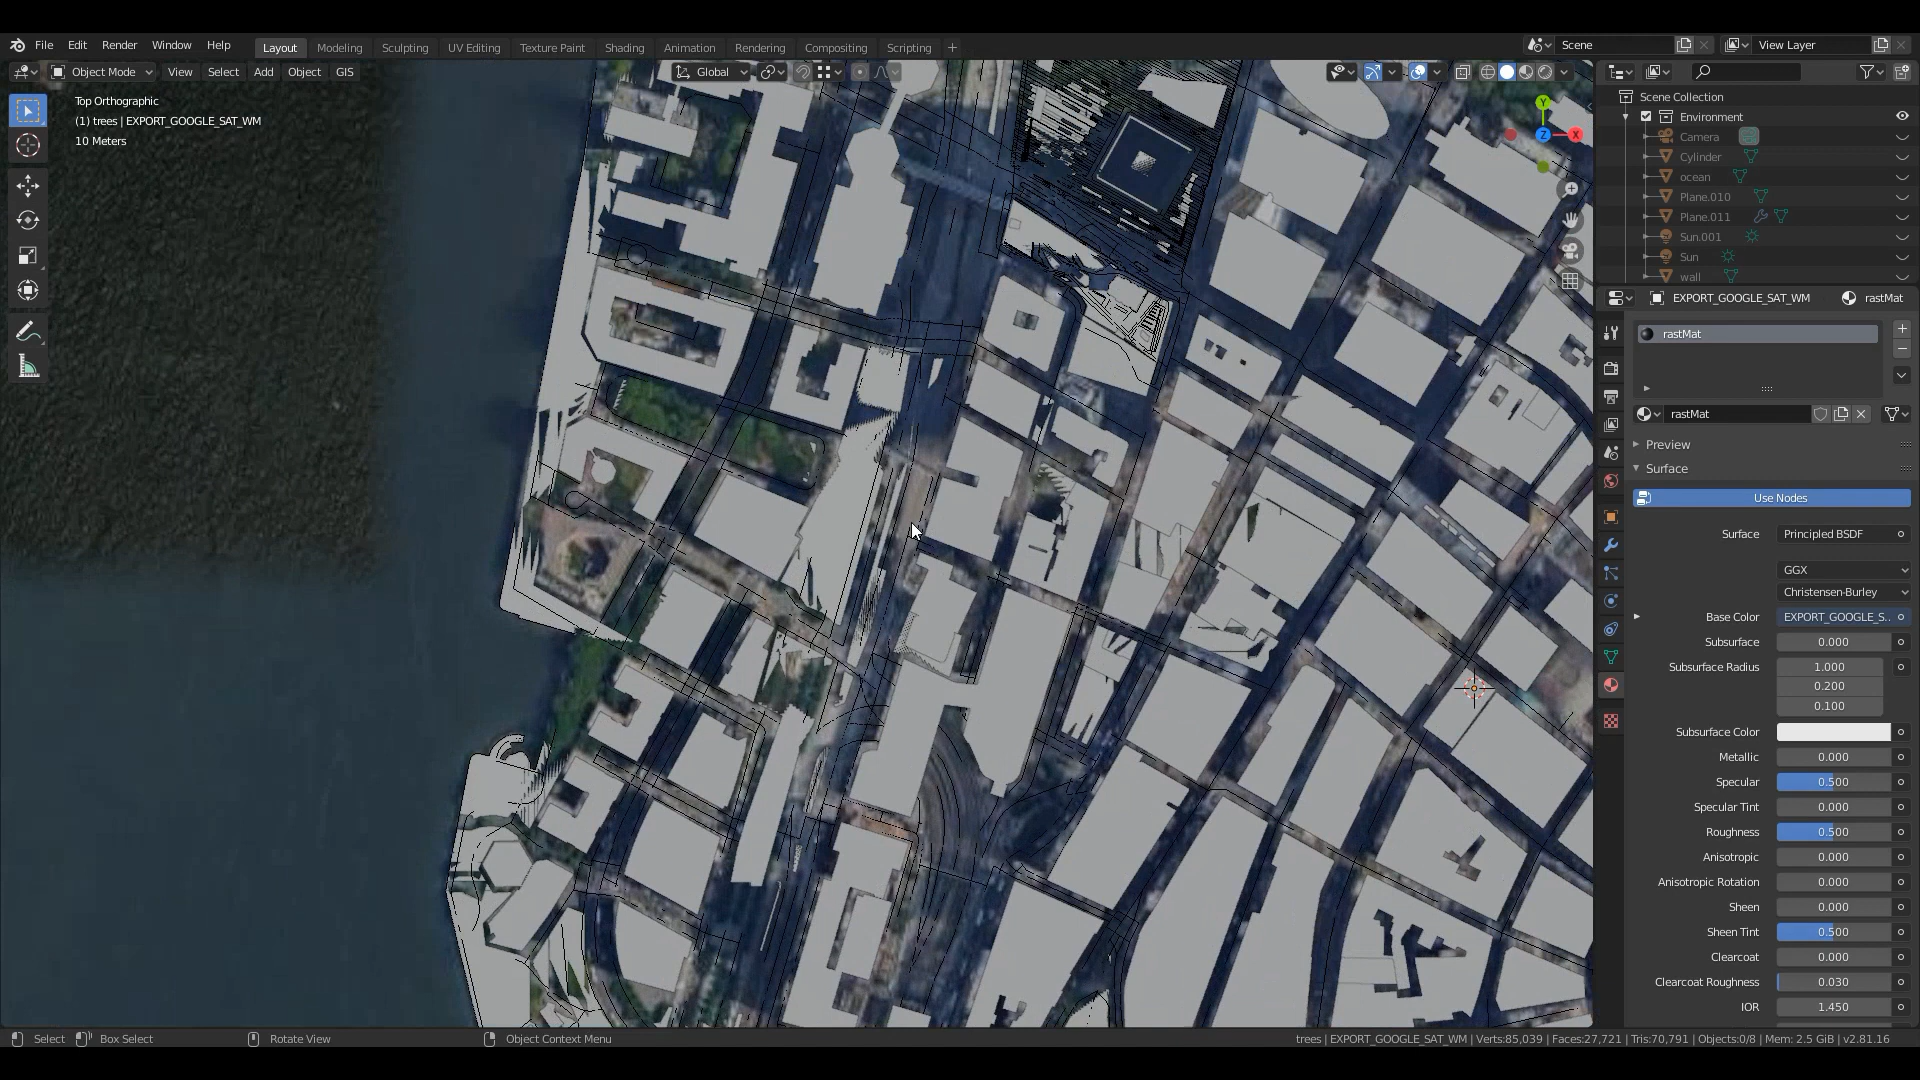 File Edit Render Window Help Layout Modeling Sculpting UV Editing Texture Paint Shading Animation Rendering Compositing Scripting + Scene View Layer
Object Mode View Select Add Object GIS Global
Top Orthographic
(1) trees | EXPORT_GOOGLE_SAT_WM
10 Meters
Y
Z
X
Scene Collection
Environment
Camera
Cylinder
ocean
Plane.010
Plane.011
Sun.001
Sun
wall
EXPORT_GOOGLE_SAT_WM rastMat
rastMat
rastMat
Preview
Surface
Use Nodes
Surface Principled BSDF
GGX
Christensen-Burley
Base Color EXPORT_GOOGLE_S..
Subsurface 0.000
Subsurface Radius 1.000
0.200
0.100
Subsurface Color
Metallic 0.000
Specular 0.500
Specular Tint 0.000
Roughness 0.500
Anisotropic 0.000
Anisotropic Rotation 0.000
Sheen 0.000
Sheen Tint 0.500
Clearcoat 0.000
Clearcoat Roughness 0.030
IOR 1.450
Select Box Select Rotate View Object Context Menu trees | EXPORT_GOOGLE_SAT_WM | Verts:85,039 | Faces:27,721 | Tris:70,791 | Objects:0/8 | Mem: 2.5 GiB | v2.81.16